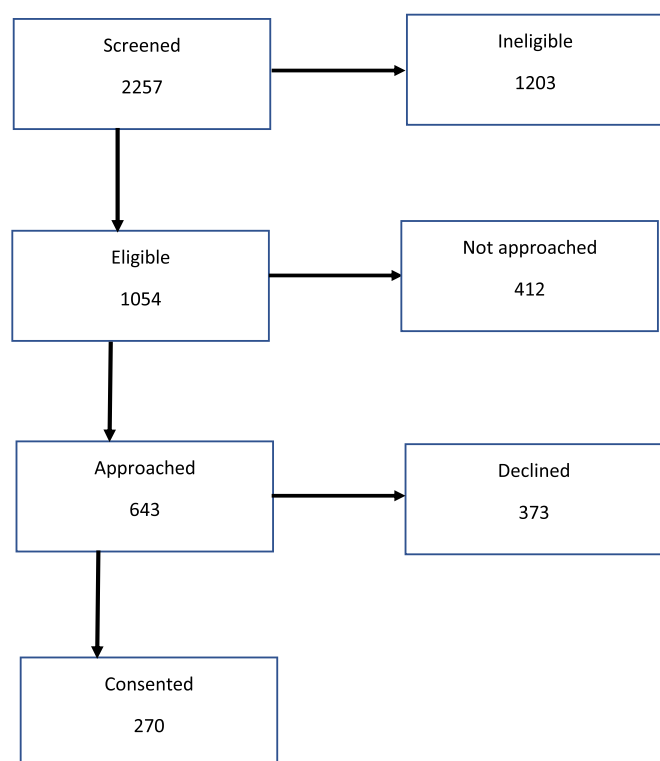 Screened
2257
Ineligible
1203
Eligible
1054
Not approached
412
Approached
643
Declined
373
Consented
270